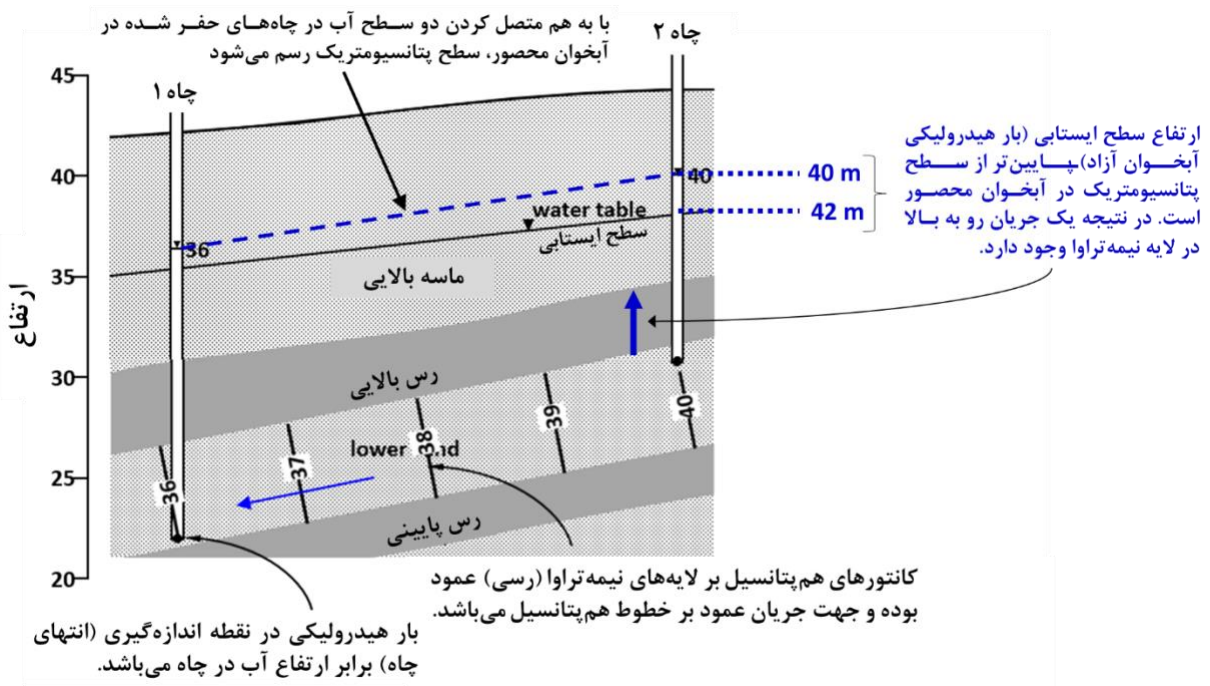 با به هم متصل کردن دو سطح آب در چاه‌های حفر شده در
آبخوان محصور، سطح پتانسیومتریک رسم می‌شود
چاه ۲
چاه ۱
45
40
35
30
25
20
ارتفاع
ارتفاع سطح ایستابی (بار هیدرولیکی
آبخوان آزاد) پایین‌تر از سطح
پتانسیومتریک در آبخوان محصور
است. در نتیجه یک جریان رو به بالا
در لایه نیمه‌تراوا وجود دارد.
40 m
42 m
40
36
water table
سطح ایستابی
ماسه بالایی
رس بالایی
40
39
38
37
36
lower
رس پایینی
کانتورهای هم‌پتانسیل بر لایه‌های نیمه‌تراوا (رسی) عمود
بوده و جهت جریان عمود بر خطوط هم‌پتانسیل می‌باشد.
بار هیدرولیکی در نقطه اندازه‌گیری (انتهای
چاه) برابر ارتفاع آب در چاه می‌باشد.